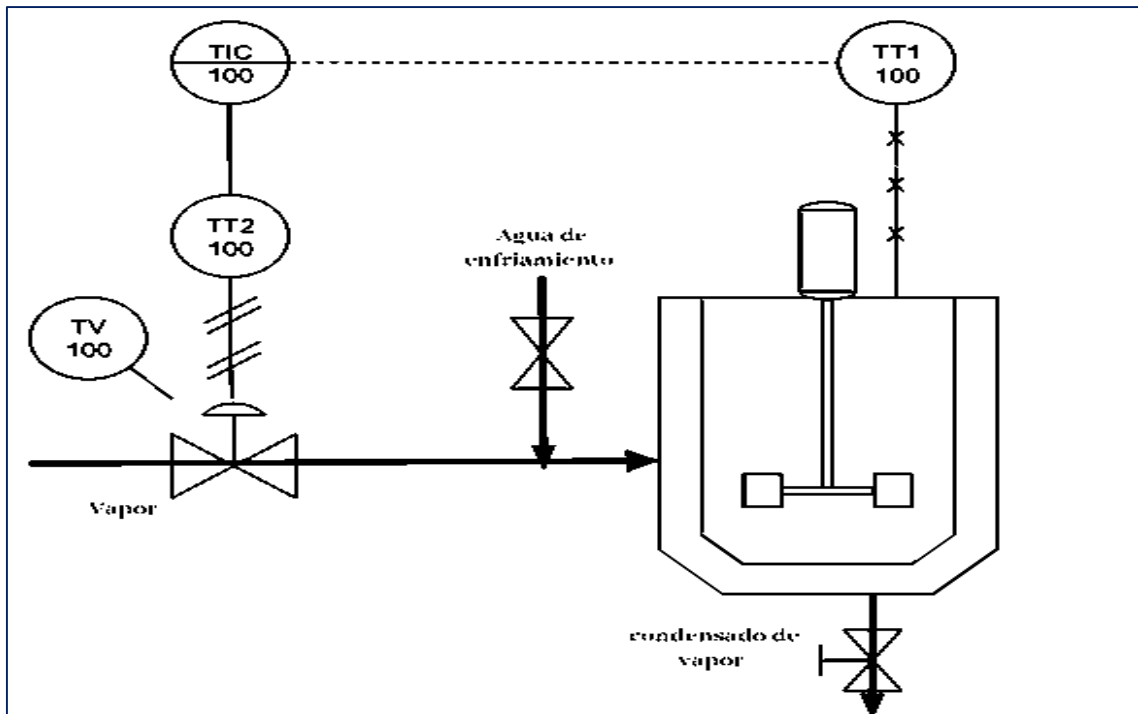 TIC
100
TT1
100
TT2
100
Agua de
enfriamiento
TV
100
Vapor
condensado de
vapor